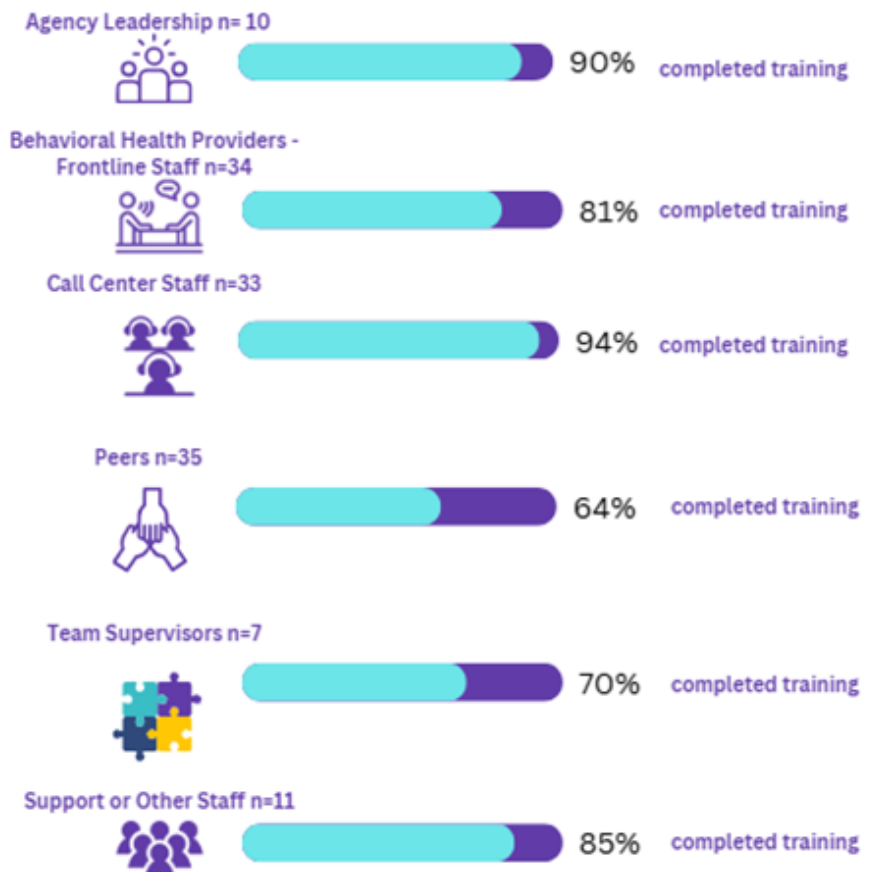 Agency Leadership n= 10
90% completed training
Behavioral Health Providers -
Frontline Staff n=34
81% completed training
Call Center Staff n=33
94% completed training
Peers n=35
64% completed training
Team Supervisors n=7
70% completed training
Support or Other Staff n=11
85% completed training